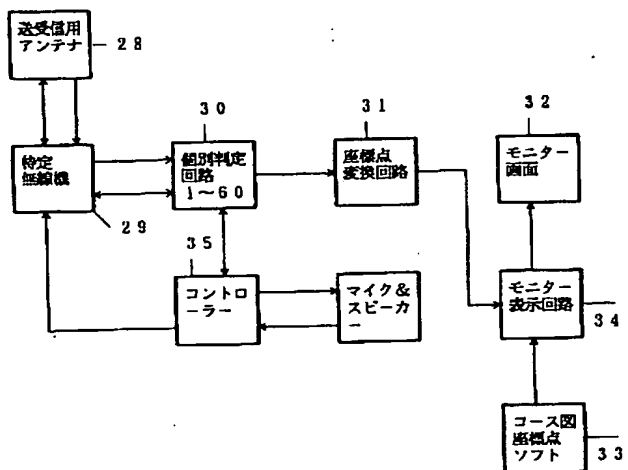 送受信用
アンテナ
28
特定
無線機
29
30
個別判定
回路
1〜60
31
座標点
変換回路
32
モニター
画面
35
コントロ
ーラー
マイク&
スピーカ
ー
モニター
表示回路
34
コース図
座標点
ソフト
33